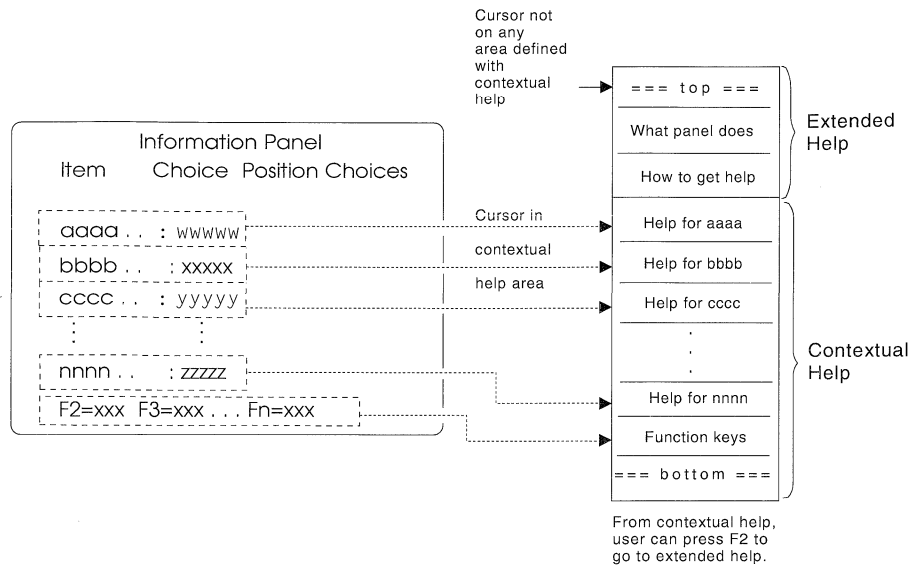 Cursor not
on any
area defined
with
contextual
help
=== top ===
What panel does
How to get help
Extended
Help
Information Panel
Item Choice Position Choices
aaaa . . : wwwww
bbbb . . : xxxxx
cccc . . : yyyyy
: :
nnnn . . : zzzzz
F2=xxx F3=xxx . . . Fn=xxx
Cursor in
contextual
help area
Help for aaaa
Help for bbbb
Help for cccc
.
.
.
Help for nnnn
Function keys
=== bottom ===
Contextual
Help
From contextual help,
user can press F2 to
go to extended help.